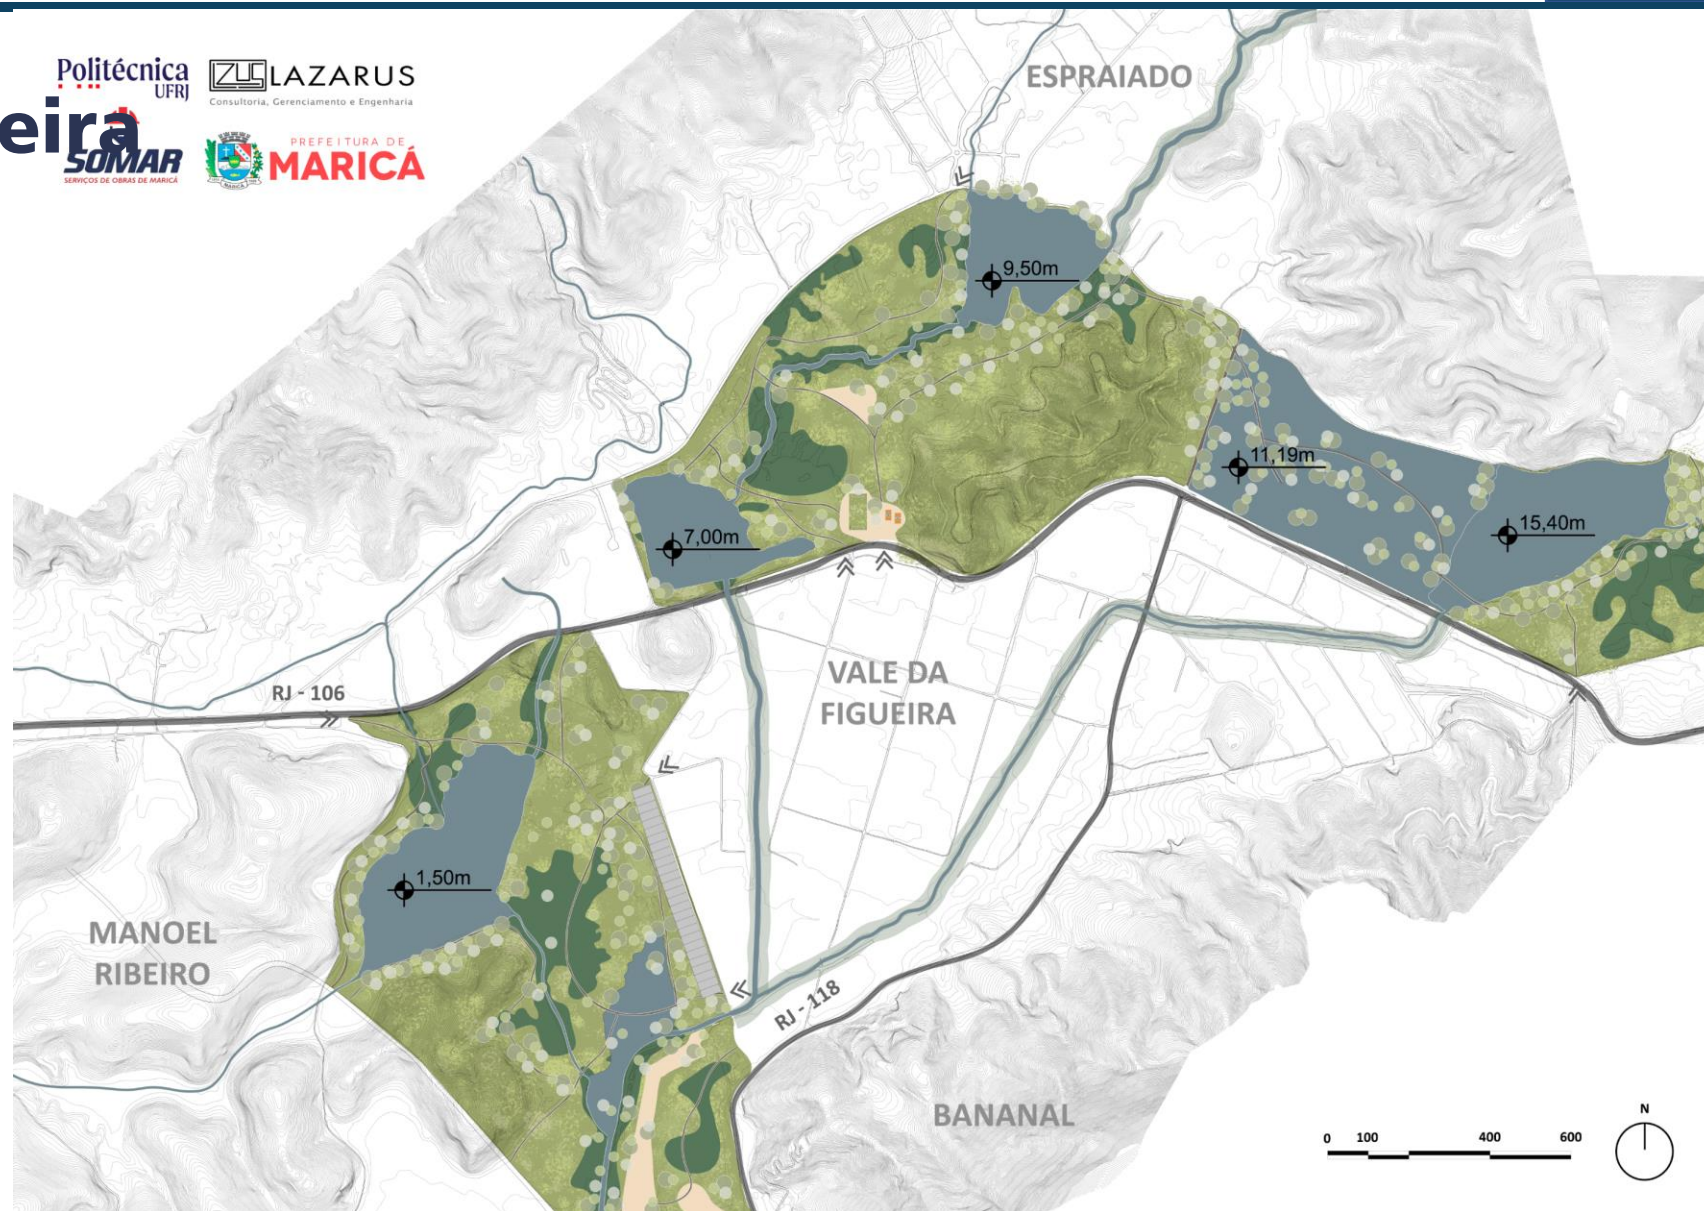 Politécnica
UFRJ
LAZARUS
Consultoria, Gerenciamento e Engenharia
eira
SOMAR
SERVIÇOS DE OBRAS DE MARICÁ
PREFEITURA DE
MARICÁ
ESPRAIADO
9,50m
11,19m
15,40m
7,00m
VALE DA
FIGUEIRA
RJ - 106
1,50m
MANOEL
RIBEIRO
RJ - 118
BANANAL
N
0 100 400 600